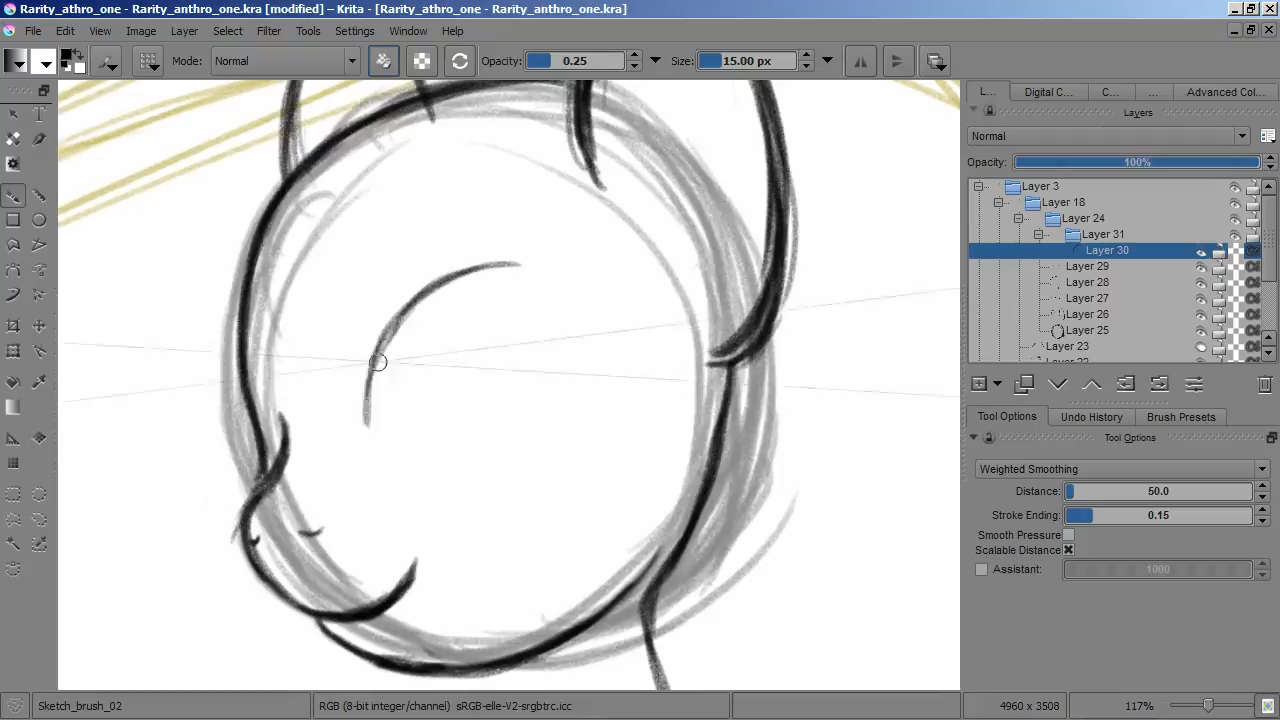 Rarity_athro_one - Rarity_anthro_one.kra [modified] – Krita - [Rarity_athro_one - Rarity_anthro_one.kra]
File Edit View Image Layer Select Filter Tools Settings Window Help
Mode: Normal Opacity: 0.25 Size: 15.00 px
L... Digital C... C... ... Advanced Col...
Layers
Normal
Opacity: 100%
Layer 3
Layer 18
Layer 24
Layer 31
Layer 30
Layer 29
Layer 28
Layer 27
Layer 26
Layer 25
Layer 23
Layer 22
Tool Options Undo History Brush Presets
Tool Options
Weighted Smoothing
Distance: 50.0
Stroke Ending: 0.15
Smooth Pressure
Scalable Distance
Assistant: 1000
Sketch_brush_02 RGB (8-bit integer/channel) sRGB-elle-V2-srgbtrc.icc 4960 x 3508 117%